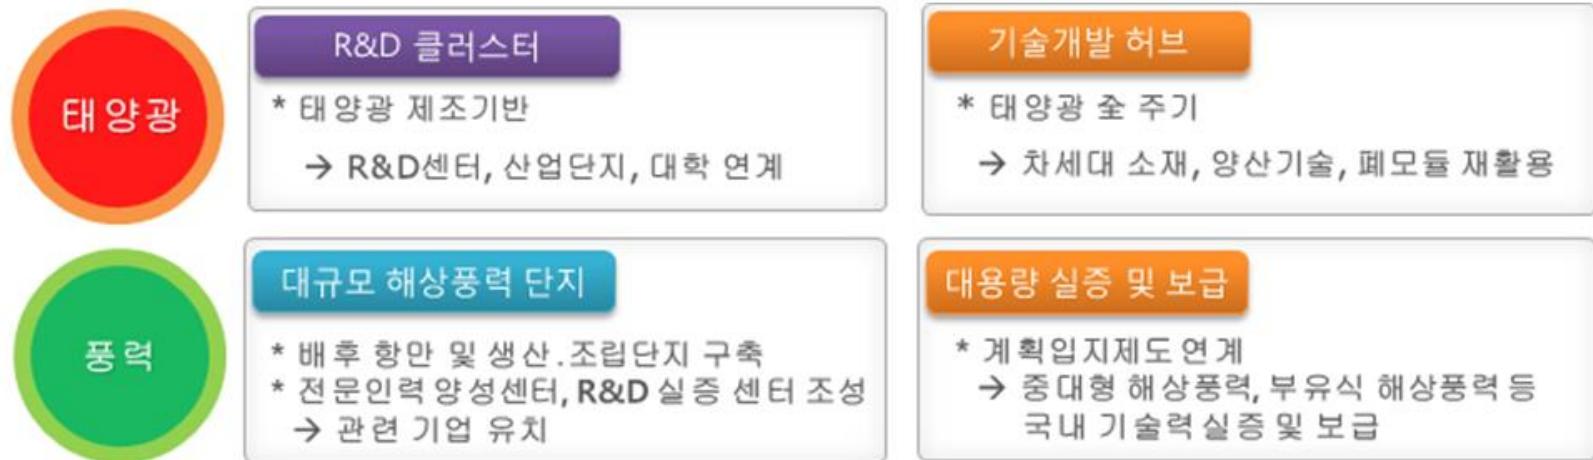 태양광
R&D 클러스터
* 태양광 제조기반
→ R&D센터, 산업단지, 대학 연계
기술개발 허브
* 태양광 全 주기
→ 차세대 소재, 양산기술, 폐모듈 재활용
풍력
대규모 해상풍력 단지
* 배후 항만 및 생산.조립단지 구축
* 전문인력 양성센터, R&D 실증 센터 조성
→ 관련 기업 유치
대용량 실증 및 보급
* 계획입지제도 연계
→ 중대형 해상풍력, 부유식 해상풍력 등
국내 기술력 실증 및 보급